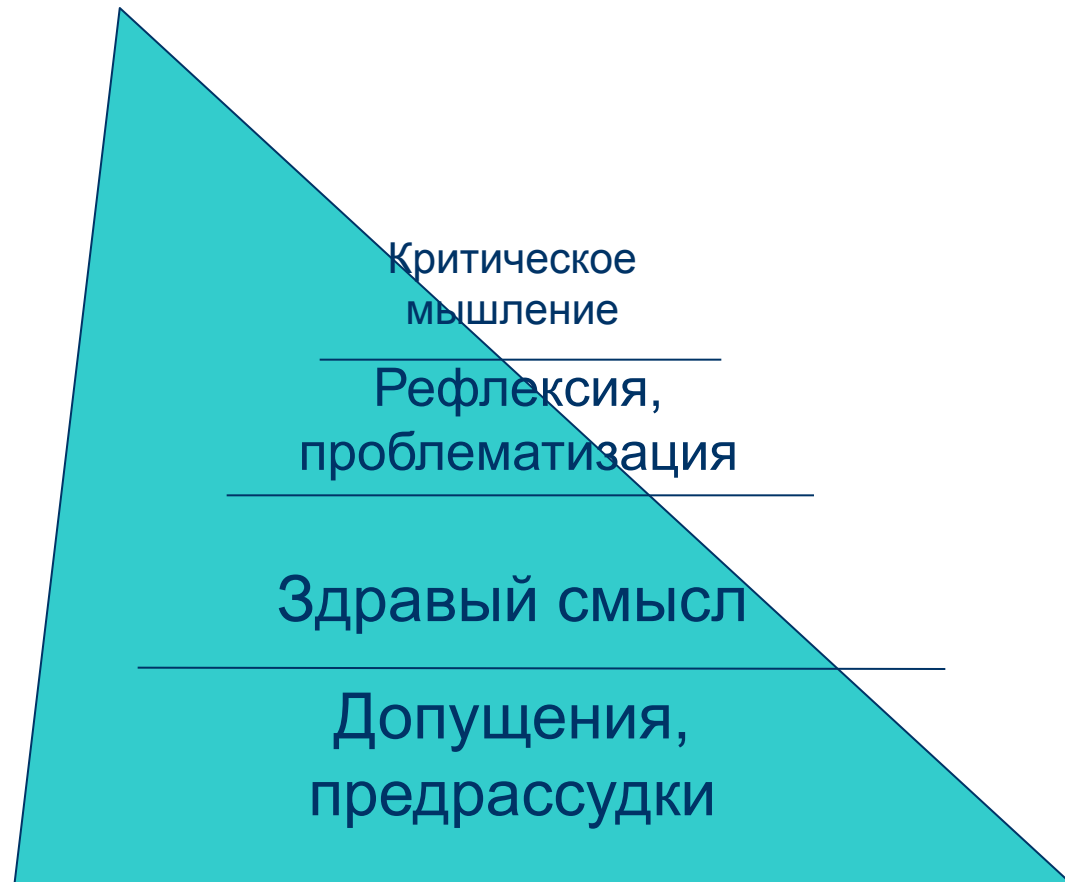 Критическое
мышление
Рефлексия,
проблематизация
Здравый смысл
Допущения,
предрассудки